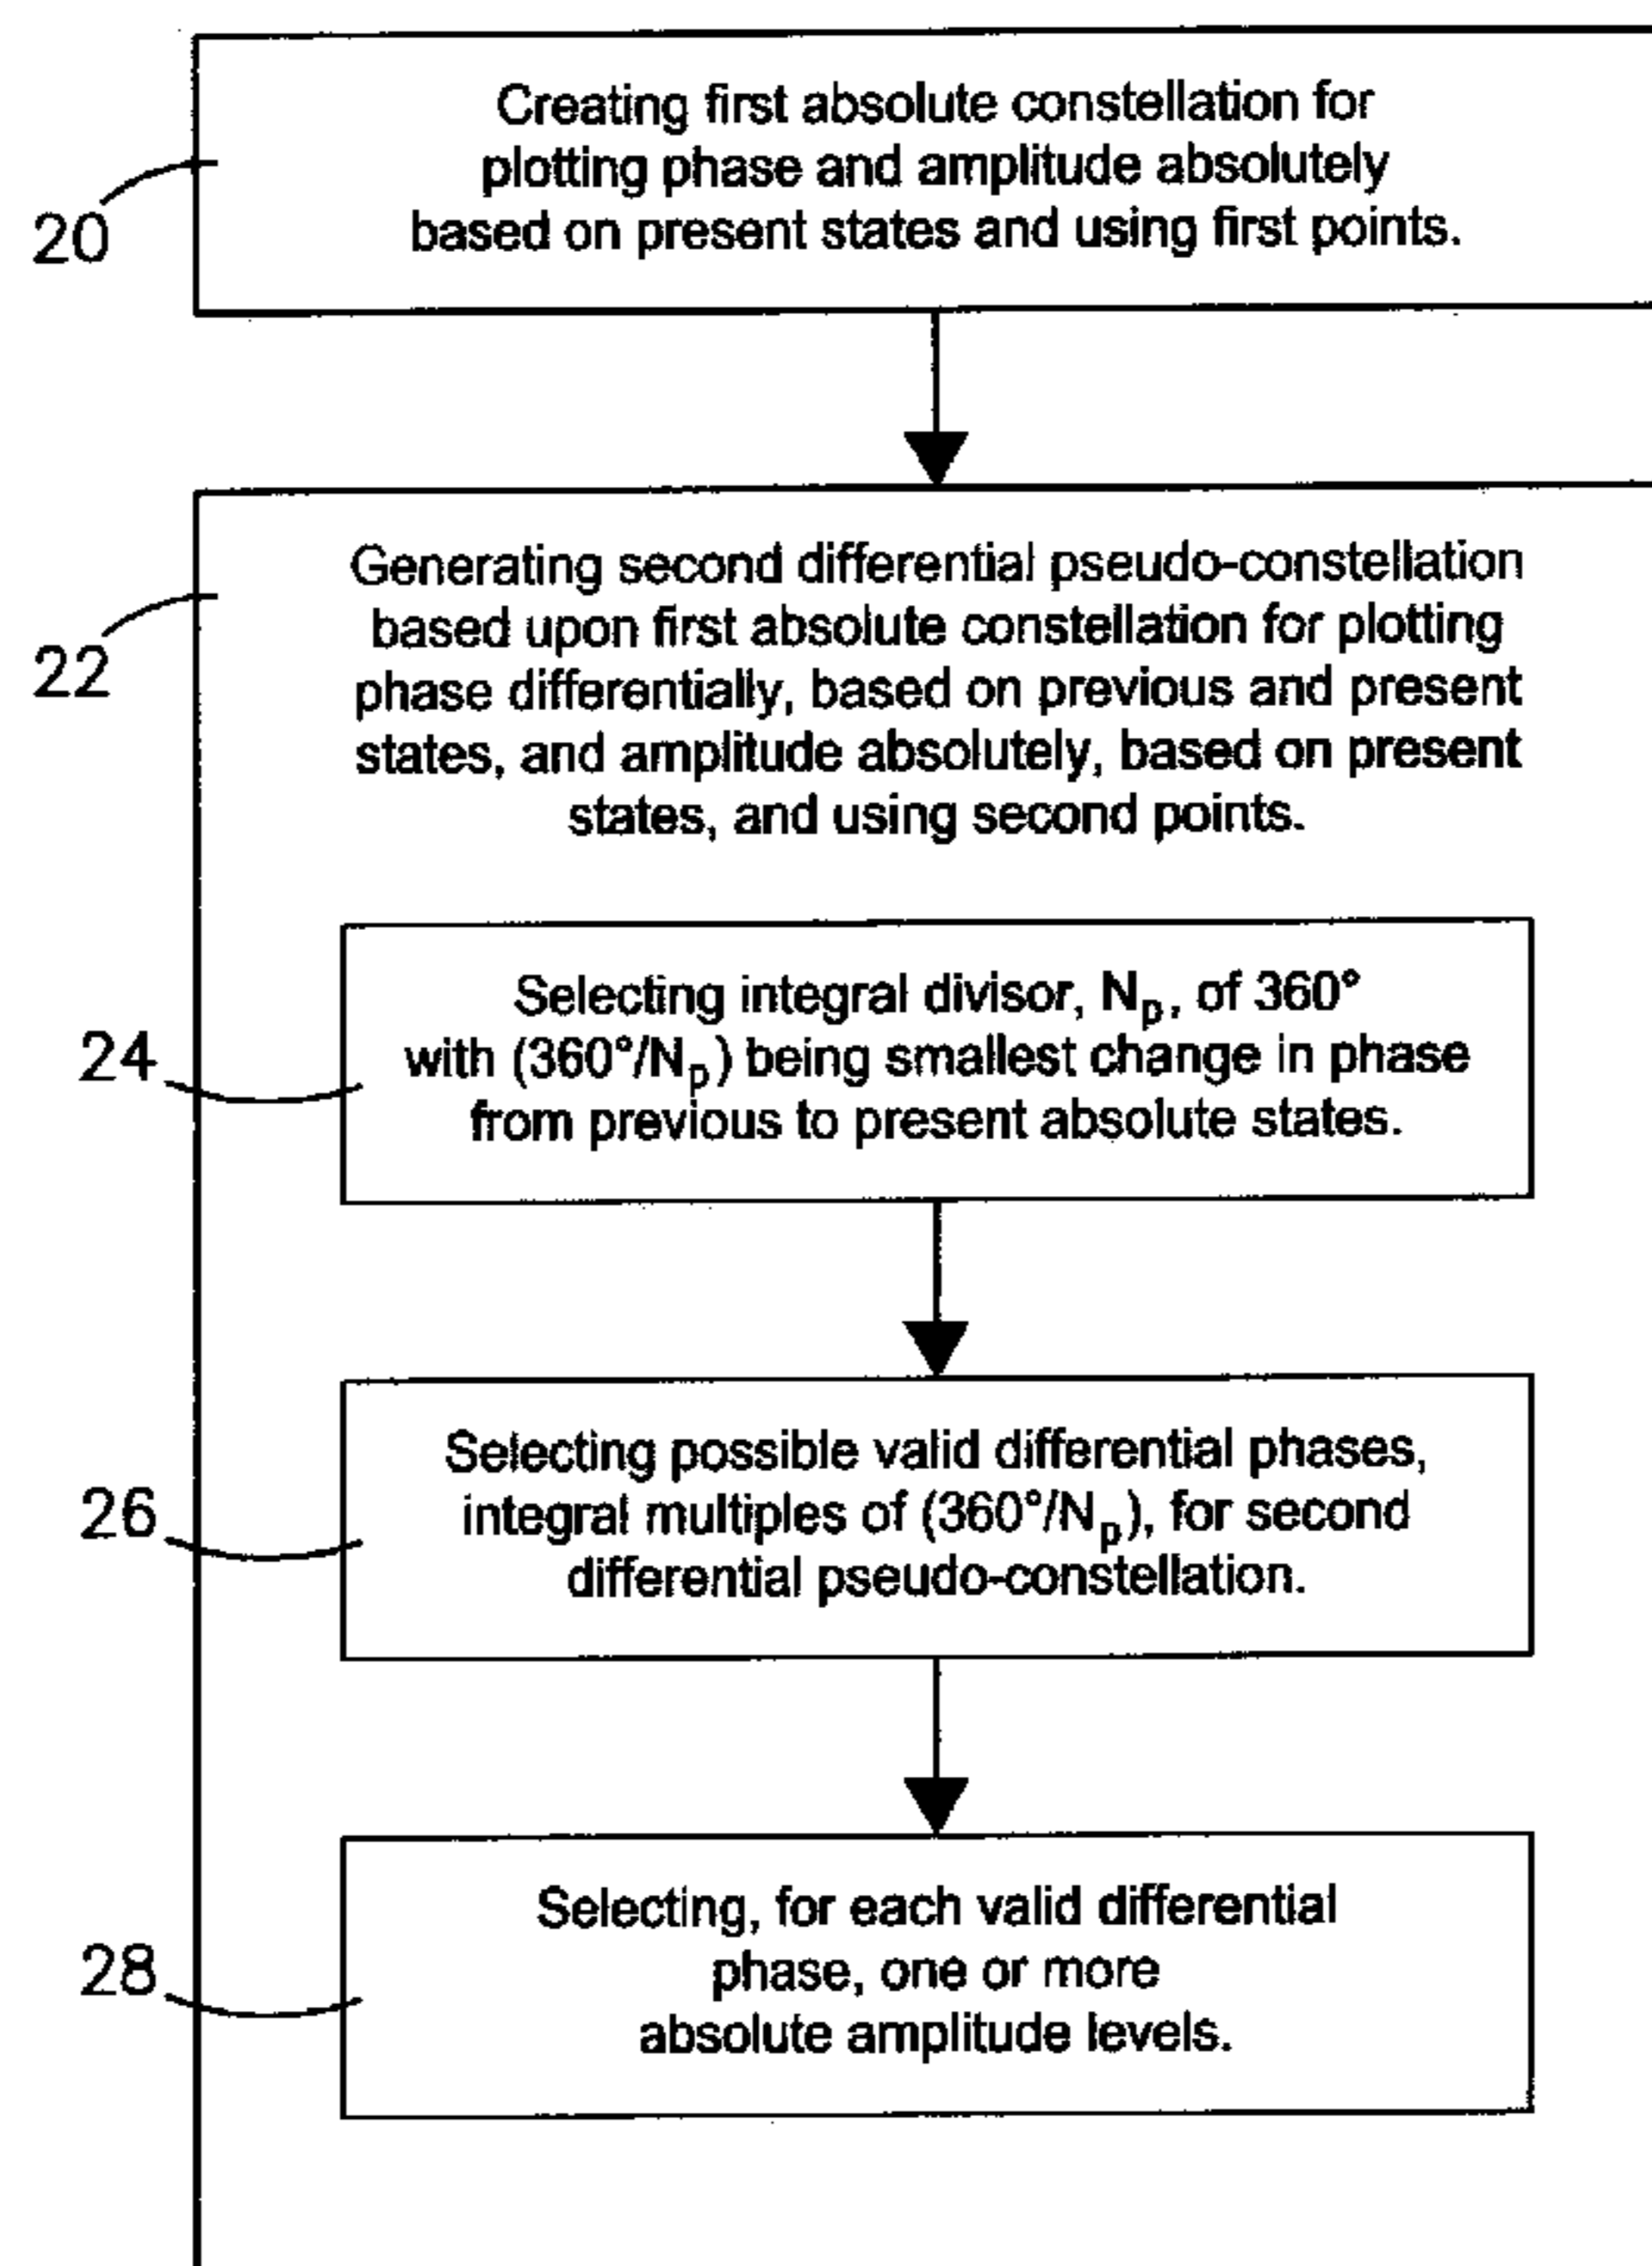 Creating first absolute constellation for
plotting phase and amplitude absolutely
based on present states and using first points.
20
Generating second differential pseudo-constellation
based upon first absolute constellation for plotting
phase differentially, based on previous and present
states, and amplitude absolutely, based on present
states, and using second points.
22
Selecting integral divisor, Np, of 360°
with (360°/Np) being smallest change in phase
from previous to present absolute states.
24
Selecting possible valid differential phases,
integral multiples of (360°/Np), for second
differential pseudo-constellation.
26
Selecting, for each valid differential
phase, one or more
absolute amplitude levels.
28